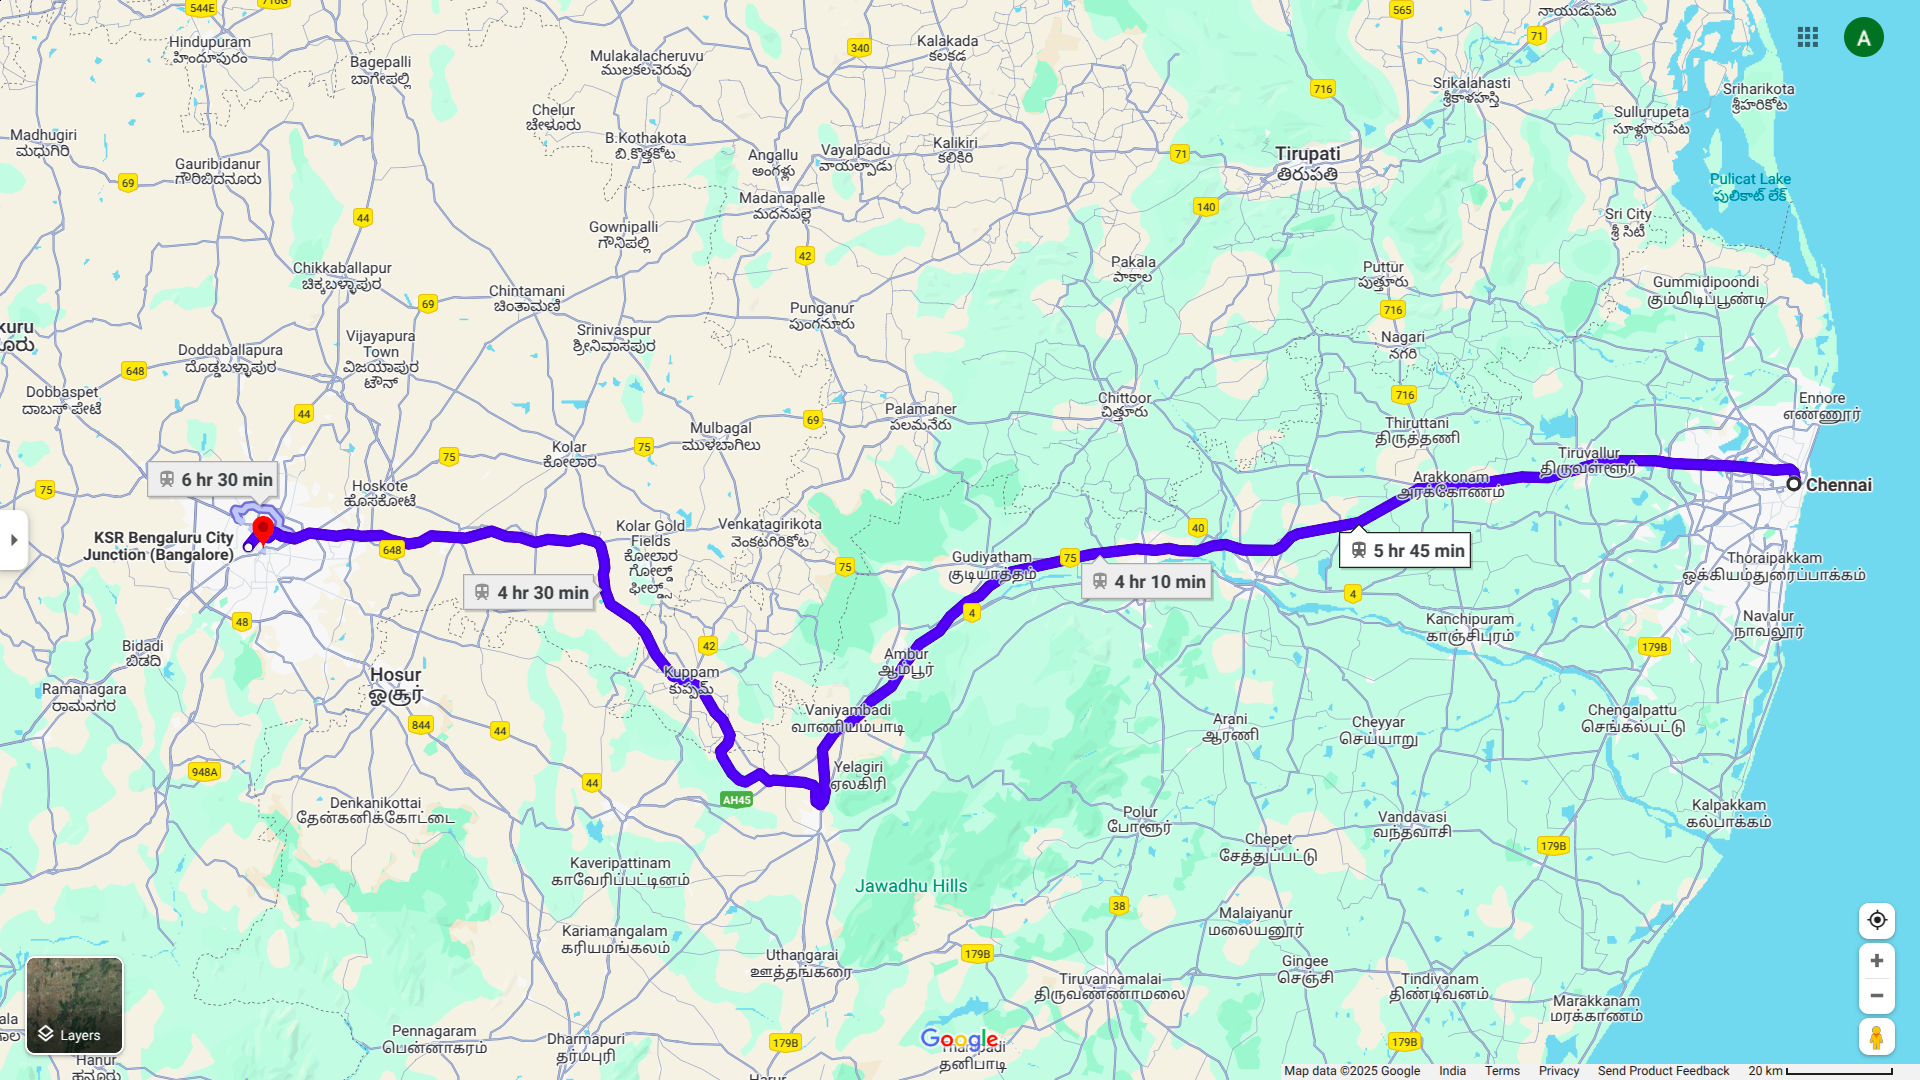 544E
716G
565
நாயுடுபேட
Hindupuram
హిందూపురం
Bagepalli
ಬಾಗೇಪಲ್ಲಿ
Mulakalacheruvu
ములకలచెరువు
340
Kalakada
కలకడ
71
A
Srikalahasti
శ్రీకాళహస్తి
716
Sriharikota
శ్రీహరికోట
Sullurupeta
సూళ్లూరుపేట
Chelur
ಚೇಳೂರು
Madhugiri
ಮಧುಗಿರಿ
B.Kothakota
బి.కొత్తకోట
Angallu
అంగళ్లు
Vayalpadu
వాయల్పాడు
Kalikiri
కలికిరి
71
Tirupati
తిరుపతి
Gauribidanur
ಗೌರಿಬಿದನೂರು
69
Pulicat Lake
పులికాట్ లేక్
Madanapalle
మదనపల్లె
140
44
Gownipalli
ಗೌನಿಪಲ್ಲಿ
Sri City
శ్రీ సిటీ
42
Pakala
పాకాల
Puttur
పుత్తూరు
Chikkaballapur
ಚಿಕ್ಕಬಳ್ಳಾಪುರ
Gummidipoondi
கும்மிடிப்பூண்டி
69
Chintamani
ಚಿಂತಾಮಣಿ
Punganur
పుంగనూరు
716
kuru
ೂರು
Srinivaspur
ಶ್ರೀನಿವಾಸಪುರ
Nagari
నగరి
Vijayapura
Town
ವಿಜಯಾಪುರ
ಟೌನ್
Doddaballapura
ದೊಡ್ಡಬಳ್ಳಾಪುರ
648
Dobbaspet
ದಾಬಸ್ ಪೇಟೆ
716
Chittoor
చిత్తూరు
Ennore
எண்ணூர்
44
Palamaner
పలమనేరు
69
Mulbagal
ಮುಳಬಾಗಿಲು
Thiruttani
திருத்தணி
75
Kolar
ಕೋಲಾರ
75
Tiruvallur
திருவள்ளூர்
6 hr 30 min
Hoskote
ಹೊಸಕೋಟೆ
75
Arakkonam
அரக்கோணம்
Chennai
KSR Bengaluru City
Junction (Bangalore)
648
Kolar Gold
Fields
ಕೋಲಾರ
ಗೋಲ್ಡ್
ಫೀಲ್ಡ್ಸ್
Venkatagirikota
వెంకటగిరికోట
40
Gudiyatham
குடியாத்தம்
75
75
5 hr 45 min
Thoraipakkam
ஒக்கியம்துரைப்பாக்கம்
4 hr 10 min
4 hr 30 min
4
4
48
Kanchipuram
காஞ்சிபுரம்
Navalur
நாவலூர்
179B
Bidadi
ಬಿಡದಿ
42
Ambur
ஆம்பூர்
Hosur
ஓசூர்
Kuppam
కుప్పమ్
Ramanagara
ರಾಮನಗರ
Vaniyambadi
வாணியம்பாடி
Arani
ஆரணி
Cheyyar
செய்யாறு
Chengalpattu
செங்கல்பட்டு
844
44
948A
44
Yelagiri
ஏலகிரி
AH45
Denkanikottai
தேன்கனிக்கோட்டை
Polur
போளூர்
Vandavasi
வந்தவாசி
Kalpakkam
கல்பாக்கம்
Chepet
சேத்துப்பட்டு
179B
Kaveripattinam
காவேரிப்பட்டினம்
Jawadhu Hills
38
Malaiyanur
மலையனூர்
Kariamangalam
கரியமங்கலம்
Uthangarai
ஊத்தங்கரை
179B
Gingee
செஞ்சி
Tiruvannamalai
திருவண்ணாமலை
Tindivanam
திண்டிவனம்
Marakkanam
மரக்காணம்
Layers
Pennagaram
பென்னாகரம்
Dharmapuri
தர்மபுரி
179B
Google
தனிபாடி
179B
Hanur
ಹನೂರು
Harur
Map data ©2025 Google India Terms Privacy Send Product Feedback 20 km